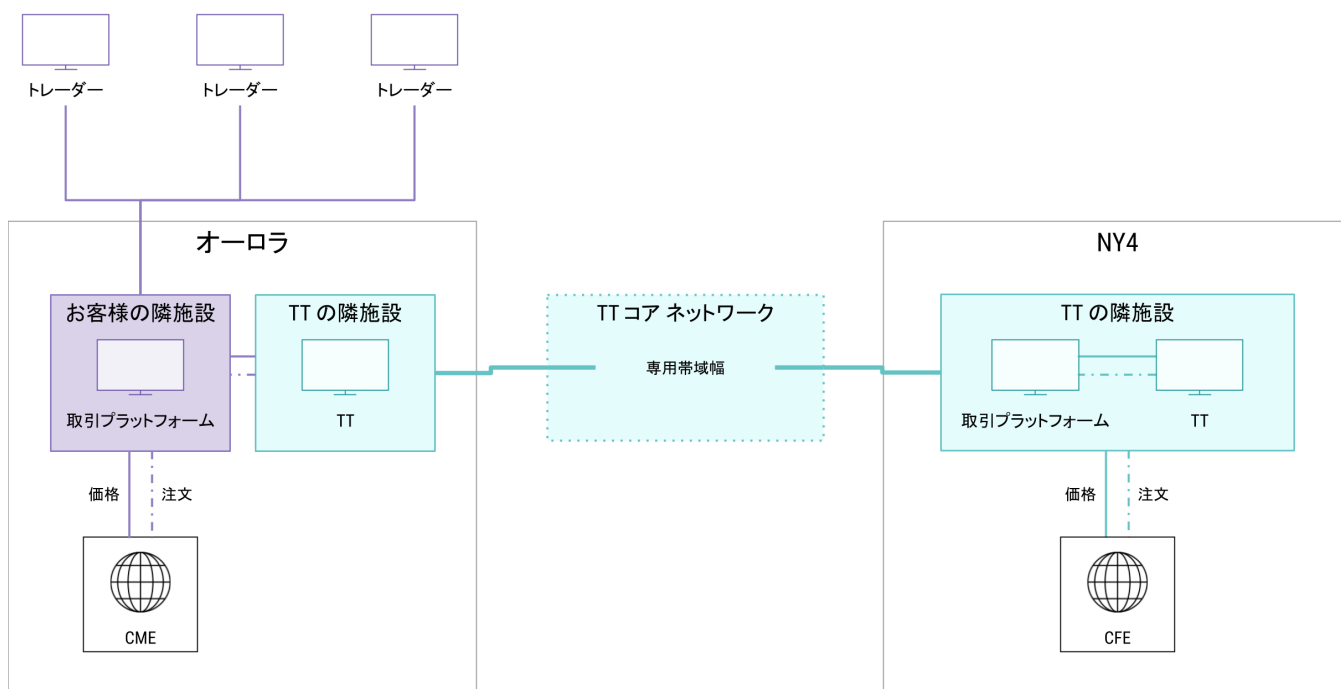 トレーダー
トレーダー
トレーダー
オーロラ
NY4
お客様の隣施設
TT の隣施設
TT コア ネットワーク
TT の隣施設
専用帯域幅
取引プラットフォーム
TT
取引プラットフォーム
TT
価格
注文
価格
注文
CME
CFE